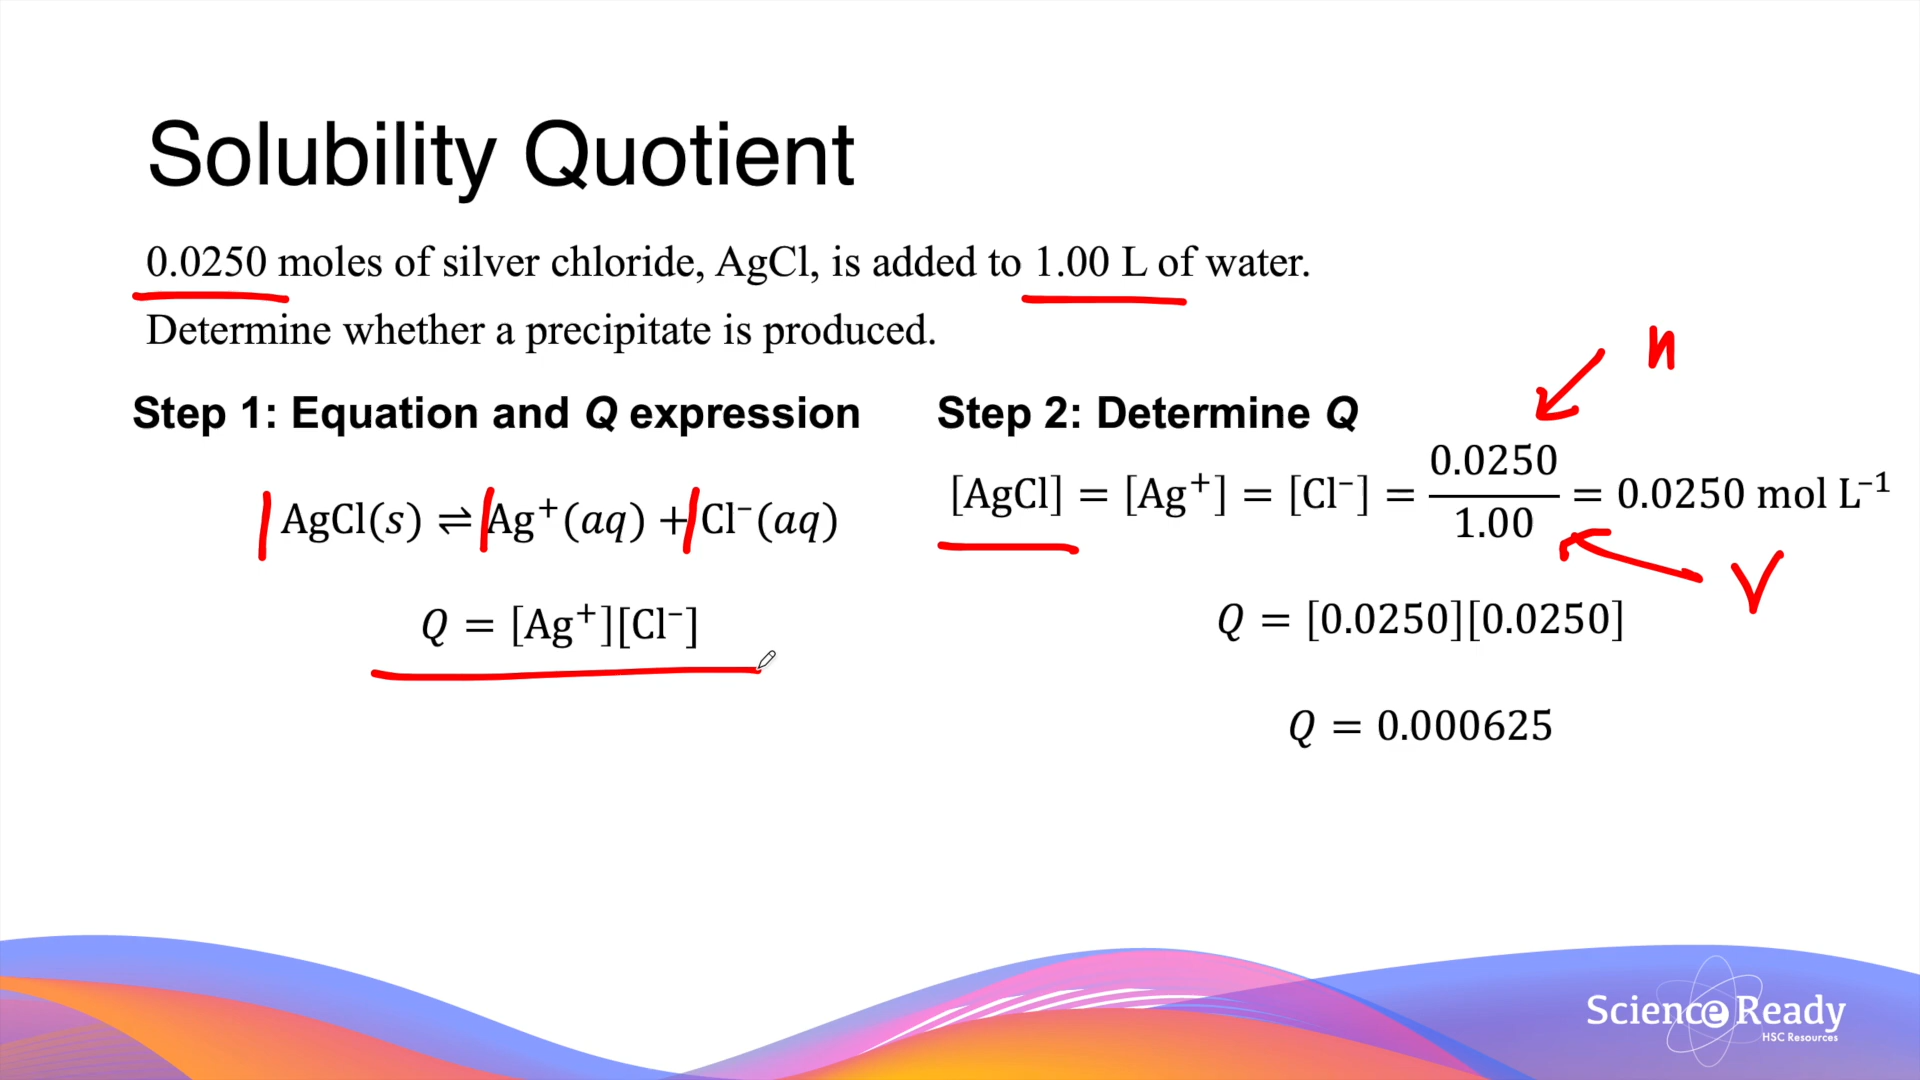 Solubility Quotient
0.0250 moles of silver chloride, AgCl, is added to 1.00 L of water.
Determine whether a precipitate is produced.
n
Step 1: Equation and Q expression
Step 2: Determine Q
| AgCl(s) ⇌ | Ag⁺(aq) + | Cl⁻(aq)
[AgCl] = [Ag⁺] = [Cl⁻] = 0.0250/1.00 = 0.0250 mol L⁻¹
V
Q = [Ag⁺][Cl⁻]
Q = [0.0250][0.0250]
Q = 0.000625
Science Ready
HSC Resources